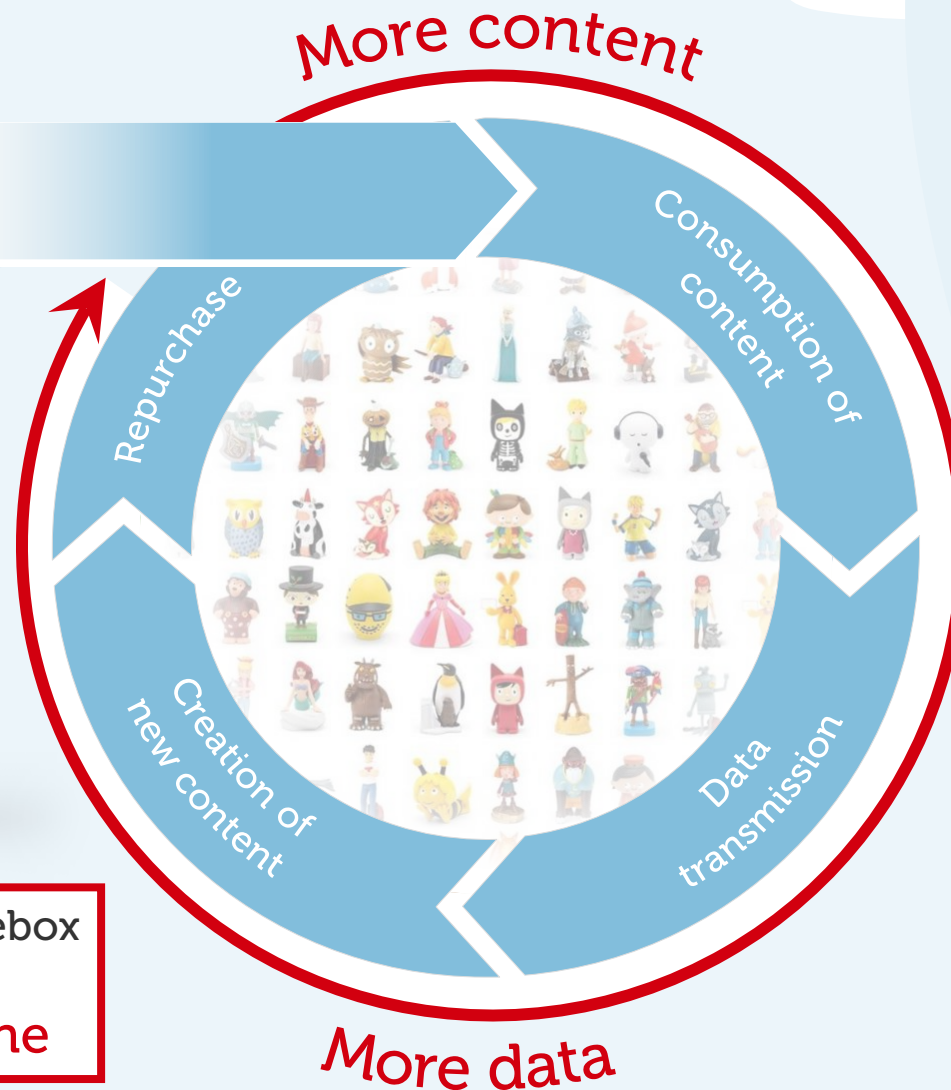 More content
Consumption of
content
Repurchase
Creation of
new content
Data
transmission
ebox
ne
More data